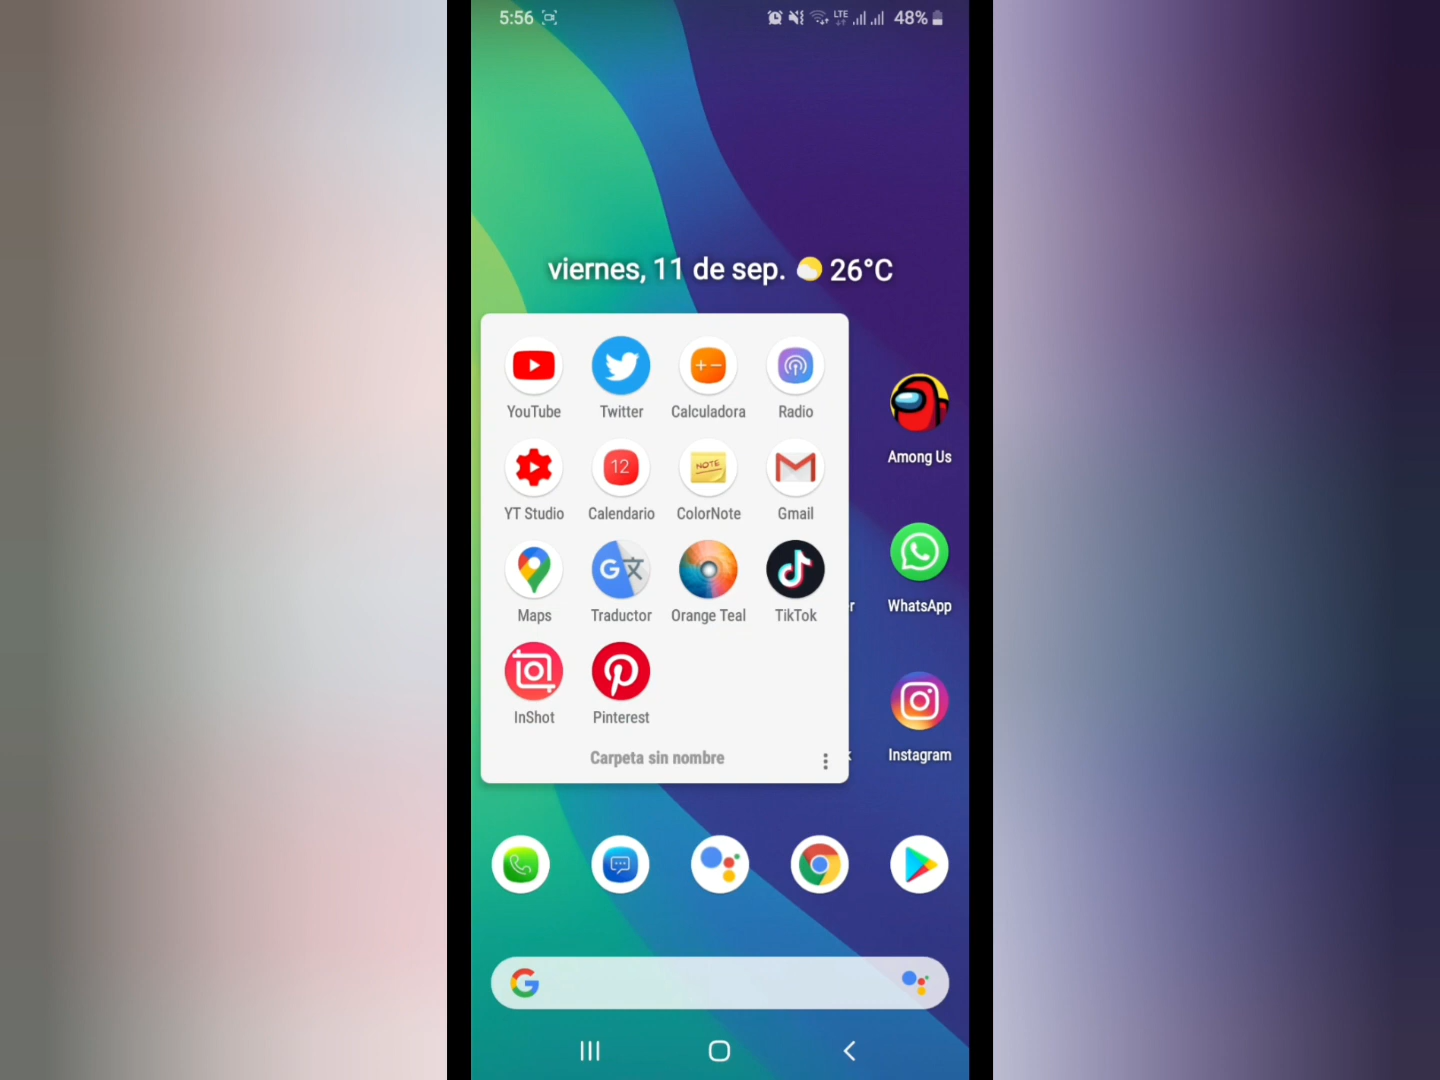 5:56
LTE
48%
viernes, 11 de sep. 26°C
YouTube
Twitter
Calculadora
Radio
Among Us
12
NOTE
YT Studio
Calendario
ColorNote
Gmail
Maps
Traductor
Orange Teal
TikTok
r
WhatsApp
InShot
Pinterest
Carpeta sin nombre
Instagram